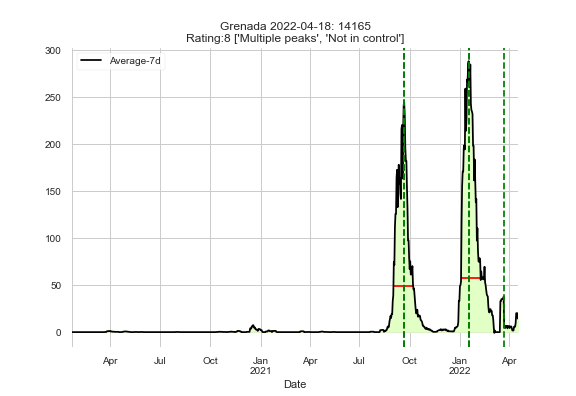 Grenada 2022-04-18: 14165
Rating:8 ['Multiple peaks', 'Not in control']
Average-7d
300
250
200
150
100
50
0
Apr
Jul
Oct
Jan
2021
Apr
Jul
Oct
Jan
2022
Apr
Date